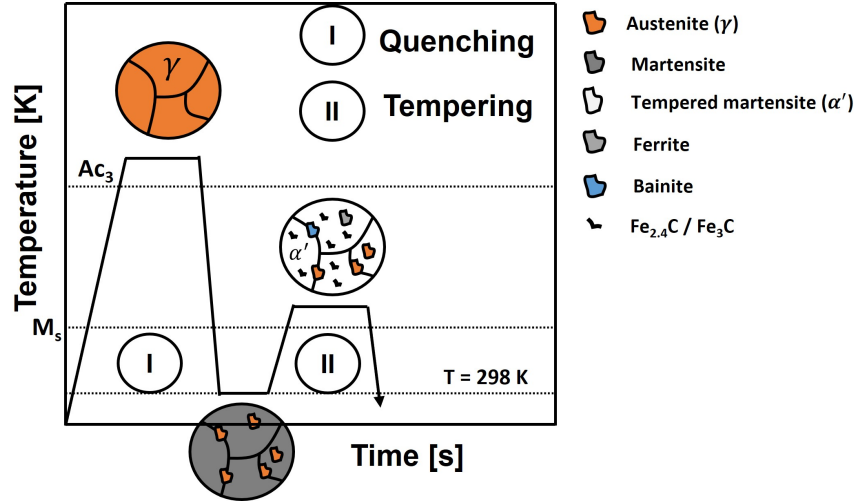 γ
I Quenching
II Tempering
Temperature [K]
Ac₃
α′
Mₛ
I
II
T = 298 K
Time [s]
Austenite (γ)
Martensite
Tempered martensite (α′)
Ferrite
Bainite
Fe₂.₄C / Fe₃C